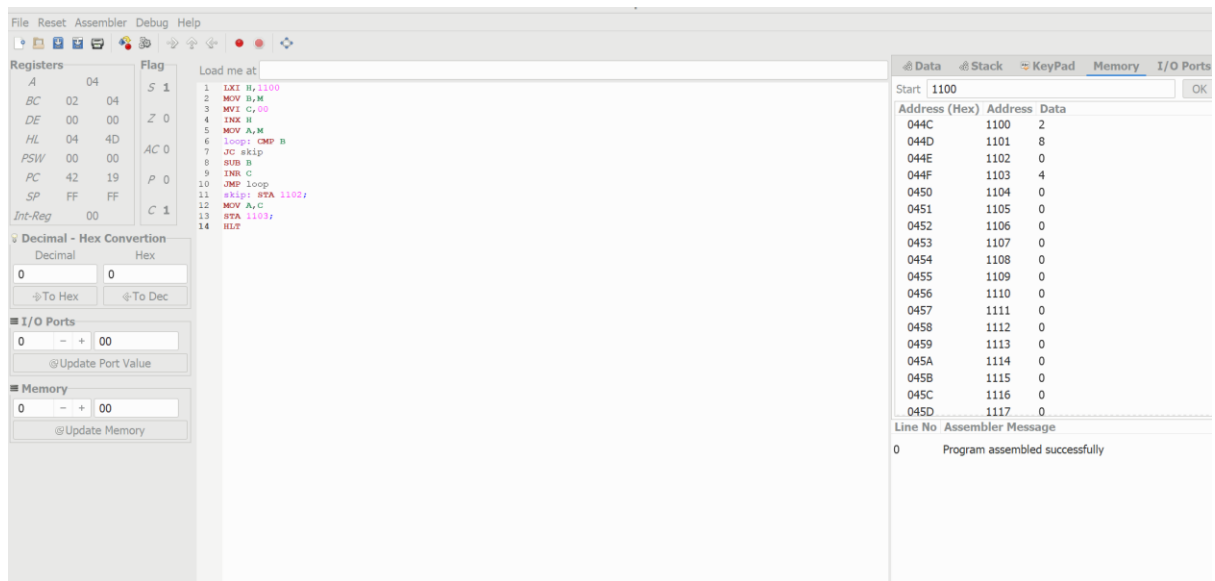 File Reset Assembler Debug Help
Registers
A 04
BC 02 04
DE 00 00
HL 04 4D
PSW 00 00
PC 42 19
SP FF FF
Int-Reg 00
Flag
S 1
Z 0
AC 0
P 0
C 1
Decimal - Hex Convertion
Decimal Hex
0 0
To Hex To Dec
I/O Ports
0 - + 00
Update Port Value
Memory
0 - + 00
Update Memory
Load me at
1 LXI H,1100
2 MOV B,M
3 MVI C,00
4 INX H
5 MOV A,M
6 loop: CMP B
7 JC skip
8 SUB B
9 INR C
10 JMP loop
11 skip: STA 1102;
12 MOV A,C
13 STA 1103;
14 HLT
Data Stack KeyPad Memory I/O Ports
Start 1100 OK
Address (Hex) Address Data
044C 1100 2
044D 1101 8
044E 1102 0
044F 1103 4
0450 1104 0
0451 1105 0
0452 1106 0
0453 1107 0
0454 1108 0
0455 1109 0
0456 1110 0
0457 1111 0
0458 1112 0
0459 1113 0
045A 1114 0
045B 1115 0
045C 1116 0
045D 1117 0
Line No Assembler Message
0 Program assembled successfully